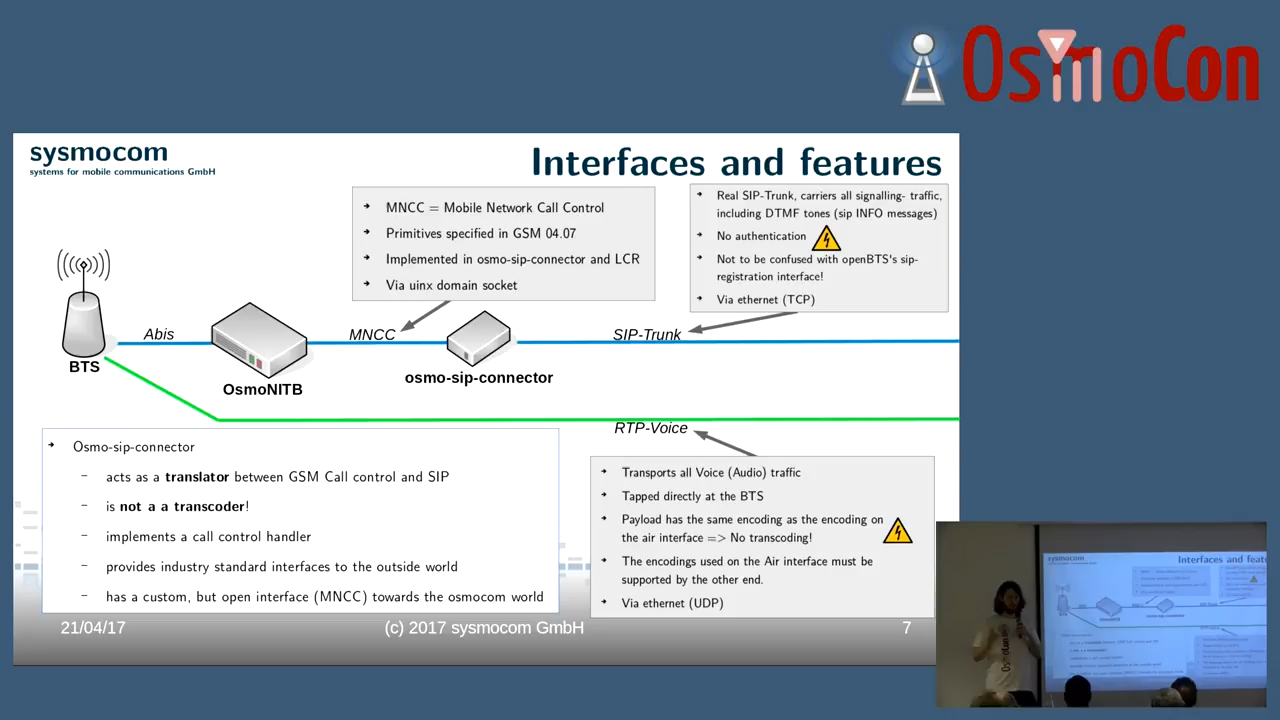 OsmoCon
sysmocom
systems for mobile communications GmbH
Interfaces and features
➔ MNCC = Mobile Network Call Control
➔ Primitives specified in GSM 04.07
➔ Implemented in osmo-sip-connector and LCR
➔ Via uinx domain socket
➔ Real SIP-Trunk, carriers all signalling- traffic,
including DTMF tones (sip INFO messages)
➔ No authentication
➔ Not to be confused with openBTS's sip-
registration interface!
➔ Via ethernet (TCP)
Abis
MNCC
SIP-Trunk
BTS
OsmoNITB
osmo-sip-connector
RTP-Voice
➔ Osmo-sip-connector
– acts as a translator between GSM Call control and SIP
– is not a a transcoder!
– implements a call control handler
– provides industry standard interfaces to the outside world
– has a custom, but open interface (MNCC) towards the osmocom world
➔ Transports all Voice (Audio) traffic
➔ Tapped directly at the BTS
➔ Payload has the same encoding as the encoding on
the air interface => No transcoding!
➔ The encodings used on the Air interface must be
supported by the other end.
➔ Via ethernet (UDP)
21/04/17
(c) 2017 sysmocom GmbH
7
sysmocom
Interfaces and featu
OsmoCon